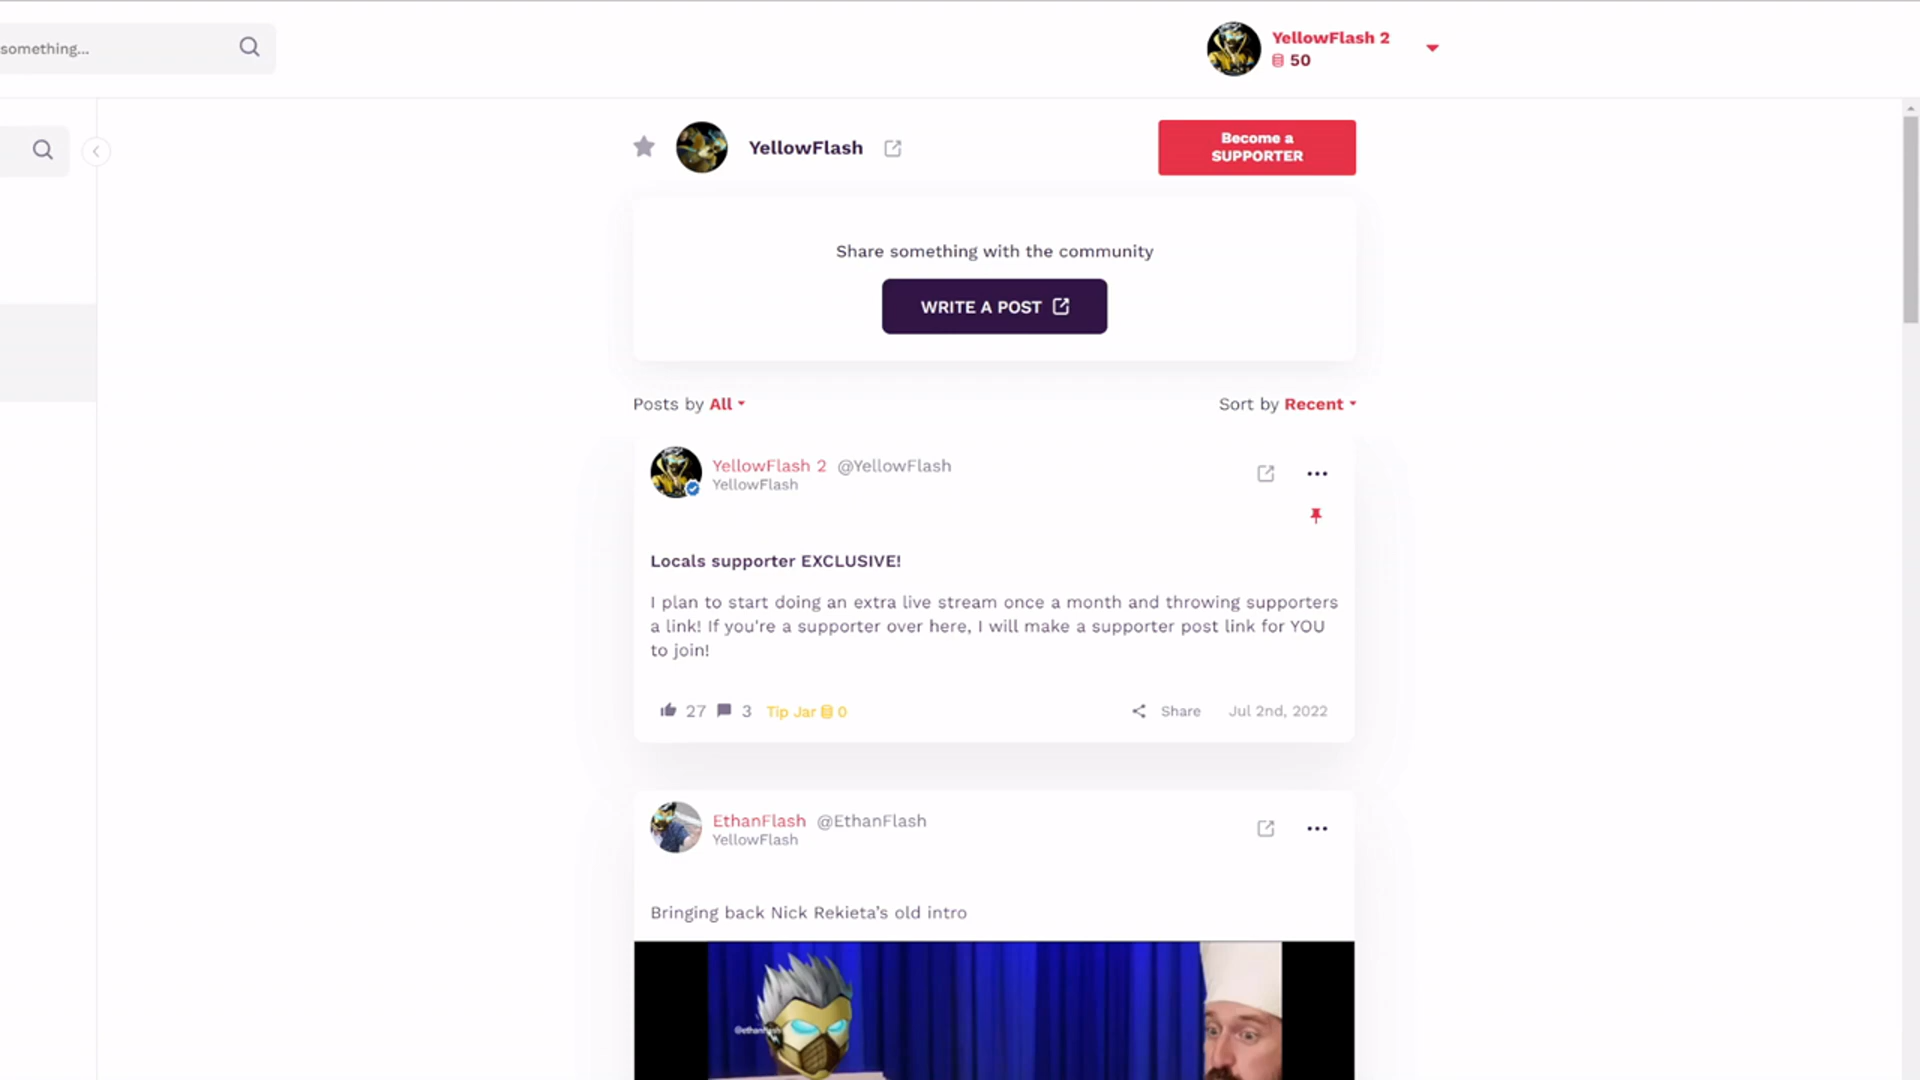 something...
YellowFlash 2
50
YellowFlash
Become a
SUPPORTER
Share something with the community
WRITE A POST
Posts by All
Sort by Recent
YellowFlash 2 @YellowFlash
YellowFlash
Locals supporter EXCLUSIVE!
I plan to start doing an extra live stream once a month and throwing supporters
a link! If you're a supporter over here, I will make a supporter post link for YOU
to join!
27 3 Tip Jar 0 Share Jul 2nd, 2022
EthanFlash @EthanFlash
YellowFlash
Bringing back Nick Rekieta’s old intro
@ethanflash